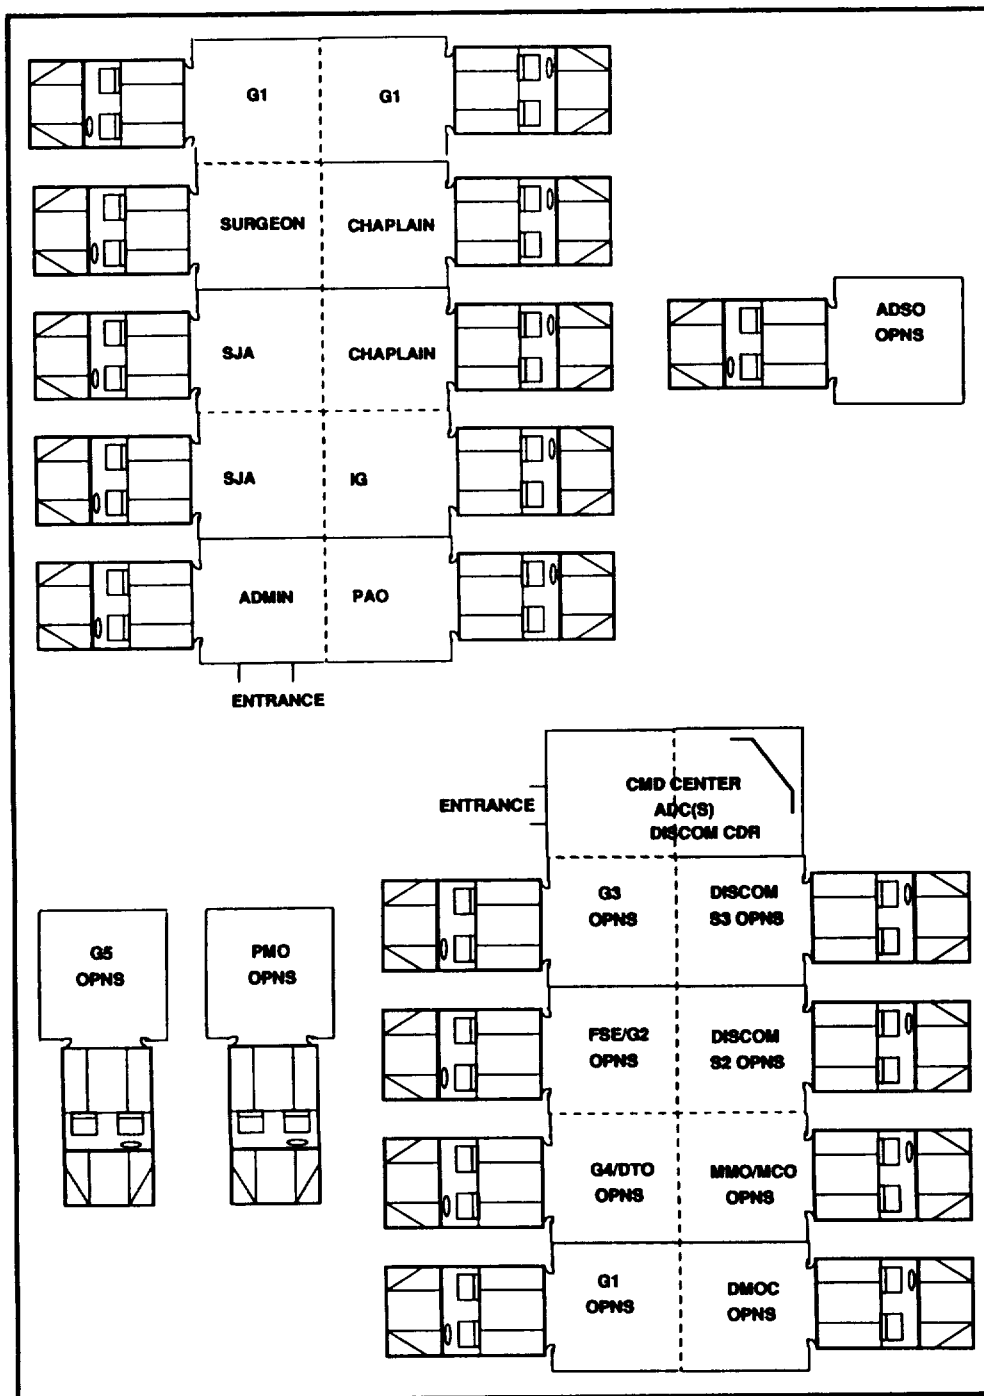 G1
G1
SURGEON
CHAPLAIN
SJA
CHAPLAIN
SJA
IG
ADMIN
PAO
ENTRANCE
ADSO
OPNS
CMD CENTER
ADC(S)
DISCOM CDR
ENTRANCE
G3
OPNS
DISCOM
S3 OPNS
FSE/G2
OPNS
DISCOM
S2 OPNS
G4/DTO
OPNS
MMO/MCO
OPNS
G1
OPNS
DMOC
OPNS
G5
OPNS
PMO
OPNS